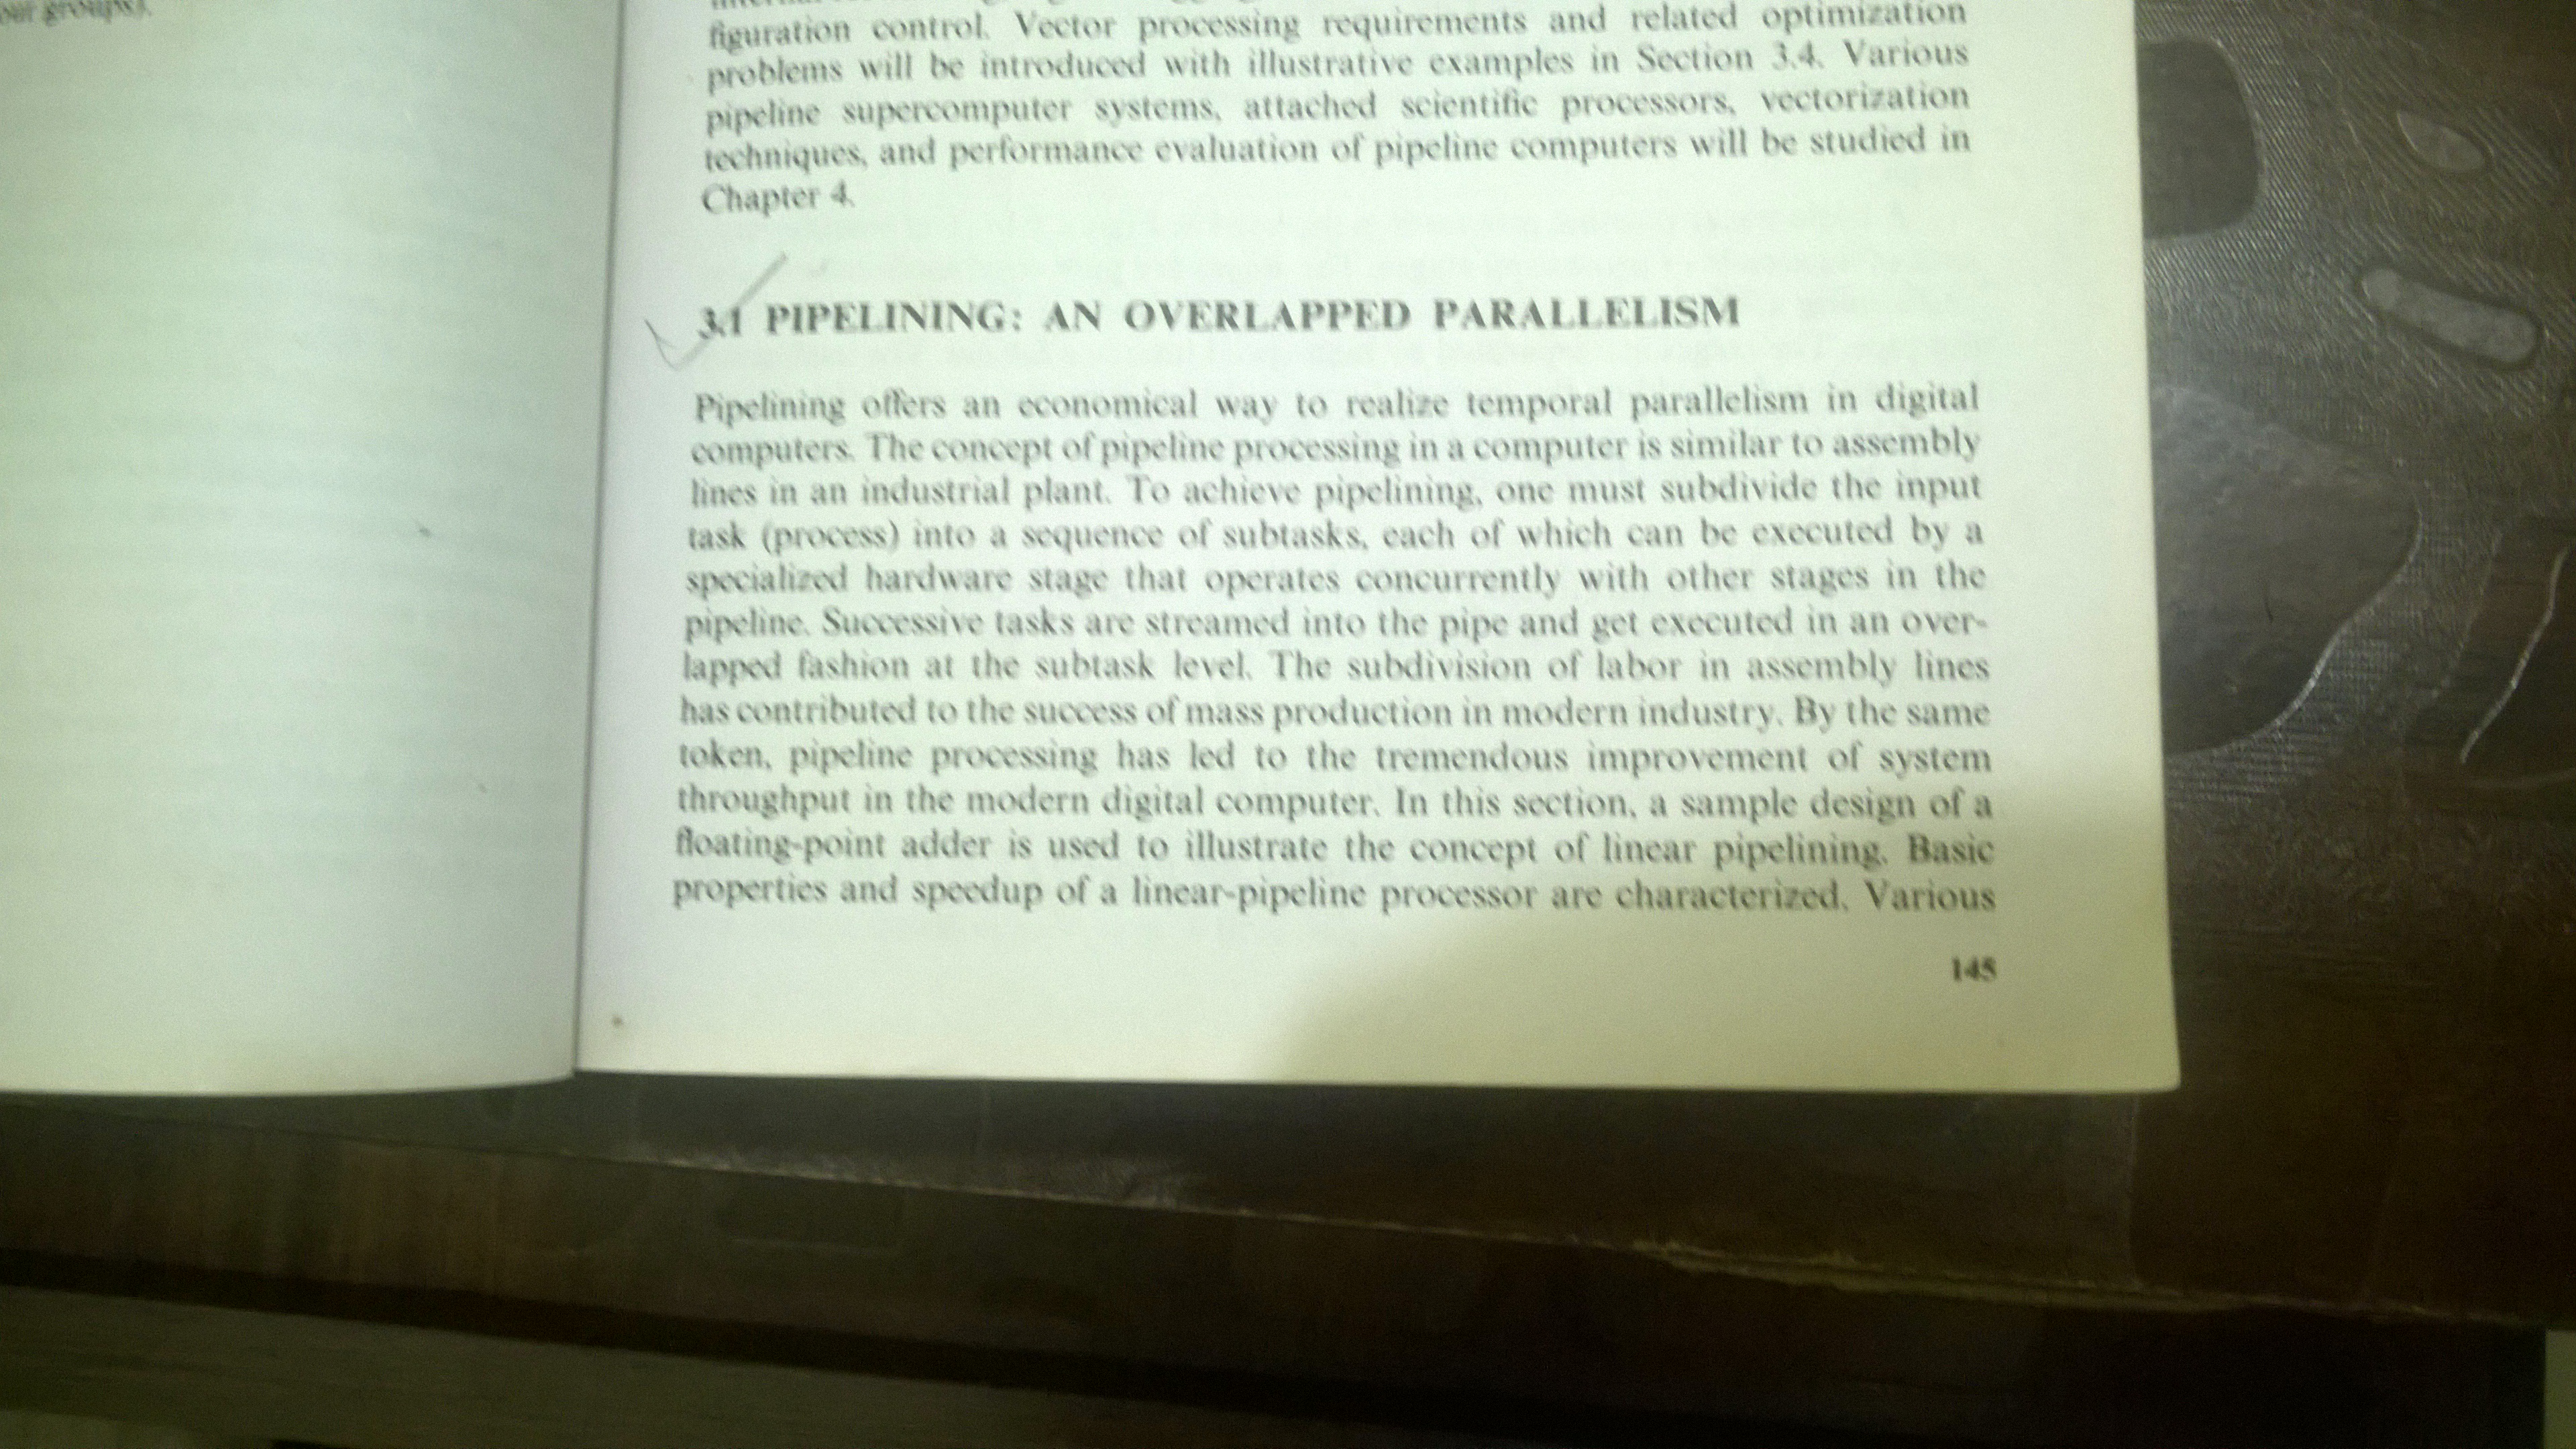 our groups).
figuration control. Vector processing requirements and related optimization
problems will be introduced with illustrative examples in Section 3.4. Various
pipeline supercomputer systems, attached scientific processors, vectorization
techniques, and performance evaluation of pipeline computers will be studied in
Chapter 4.
3.1 PIPELINING: AN OVERLAPPED PARALLELISM
Pipelining offers an economical way to realize temporal parallelism in digital
computers. The concept of pipeline processing in a computer is similar to assembly
lines in an industrial plant. To achieve pipelining, one must subdivide the input
task (process) into a sequence of subtasks, each of which can be executed by a
specialized hardware stage that operates concurrently with other stages in the
pipeline. Successive tasks are streamed into the pipe and get executed in an over-
lapped fashion at the subtask level. The subdivision of labor in assembly lines
has contributed to the success of mass production in modern industry. By the same
token, pipeline processing has led to the tremendous improvement of system
throughput in the modern digital computer. In this section, a sample design of a
floating-point adder is used to illustrate the concept of linear pipelining. Basic
properties and speedup of a linear-pipeline processor are characterized. Various
145